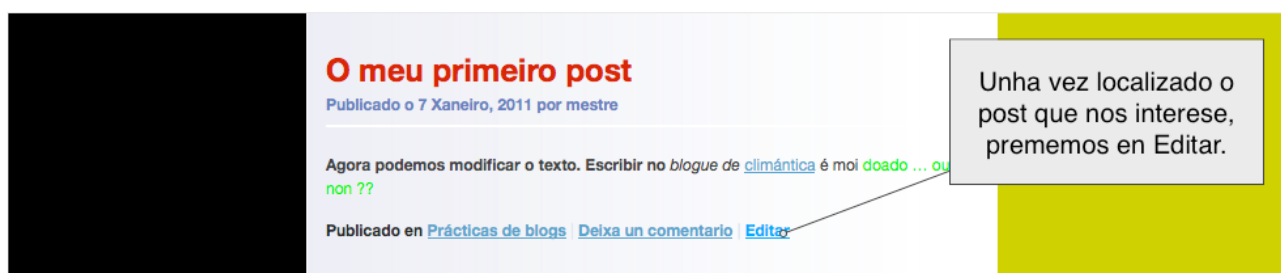 O meu primeiro post
Publicado o 7 Xaneiro, 2011 por mestre
Agora podemos modificar o texto. Escribir no blogue de climántica é moi doado ... ou
non ??
Publicado en Prácticas de blogs | Deixa un comentario | Editar
Unha vez localizado o
post que nos interese,
prememos en Editar.